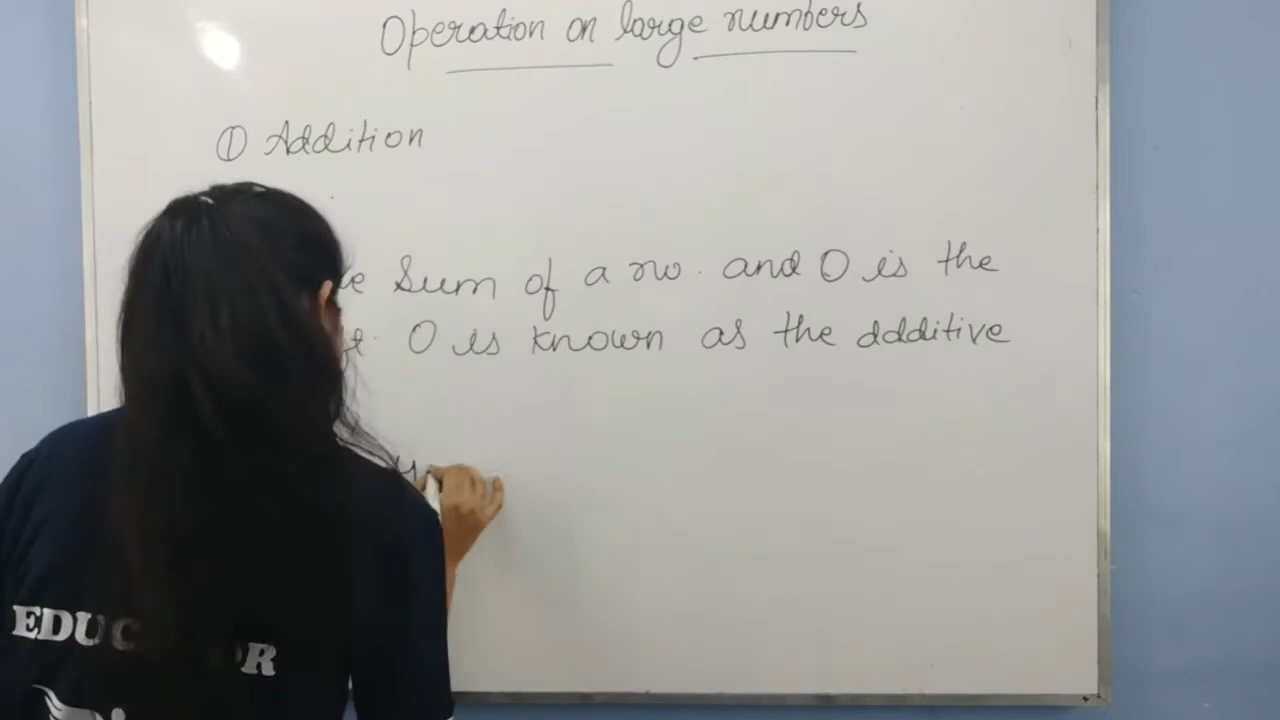 Operation on large numbers
① Addition
Sum of a no. and 0 is the
0 is known as the additive
EDUC
OR